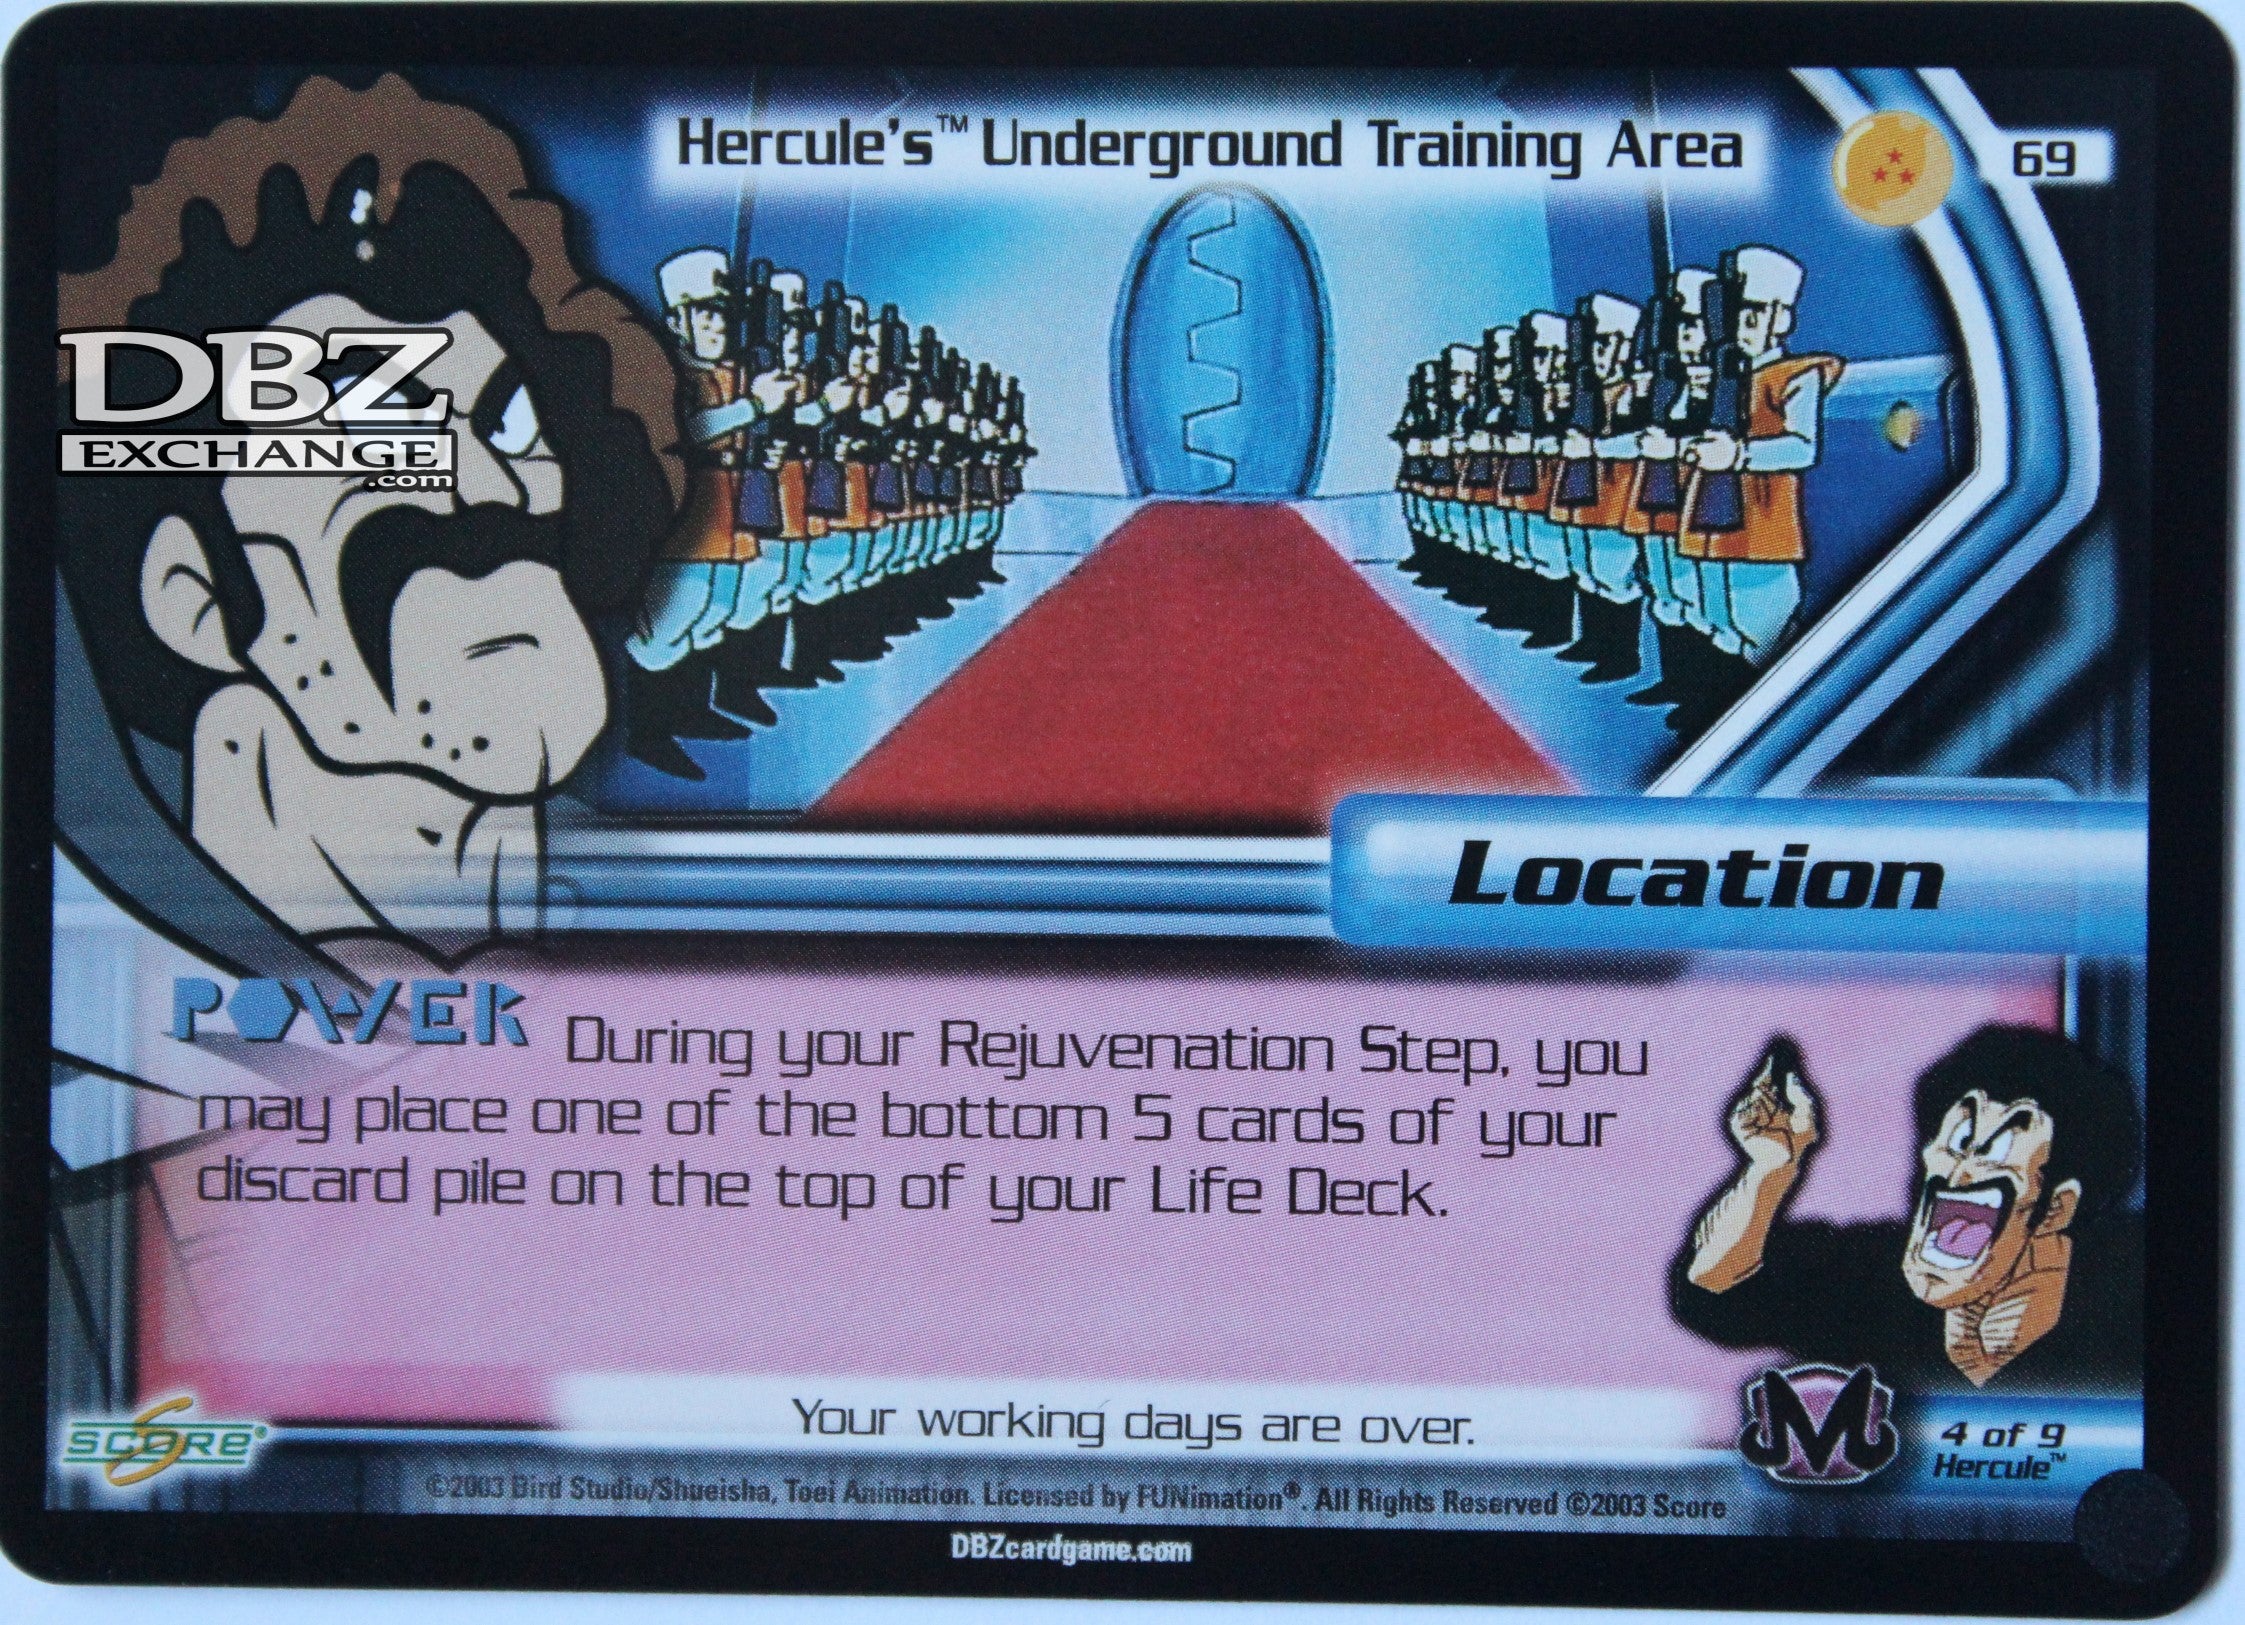 Hercule's™ Underground Training Area
69
DBZ
EXCHANGE
.com
Location
POWER During your Rejuvenation Step, you
may place one of the bottom 5 cards of your
discard pile on the top of your Life Deck.
Your working days are over.
M
4 of 9
Hercule™
SCORE®
©2003 Bird Studio/Shueisha, Toei Animation. Licensed by FUNimation®. All Rights Reserved ©2003 Score
DBZcardgame.com